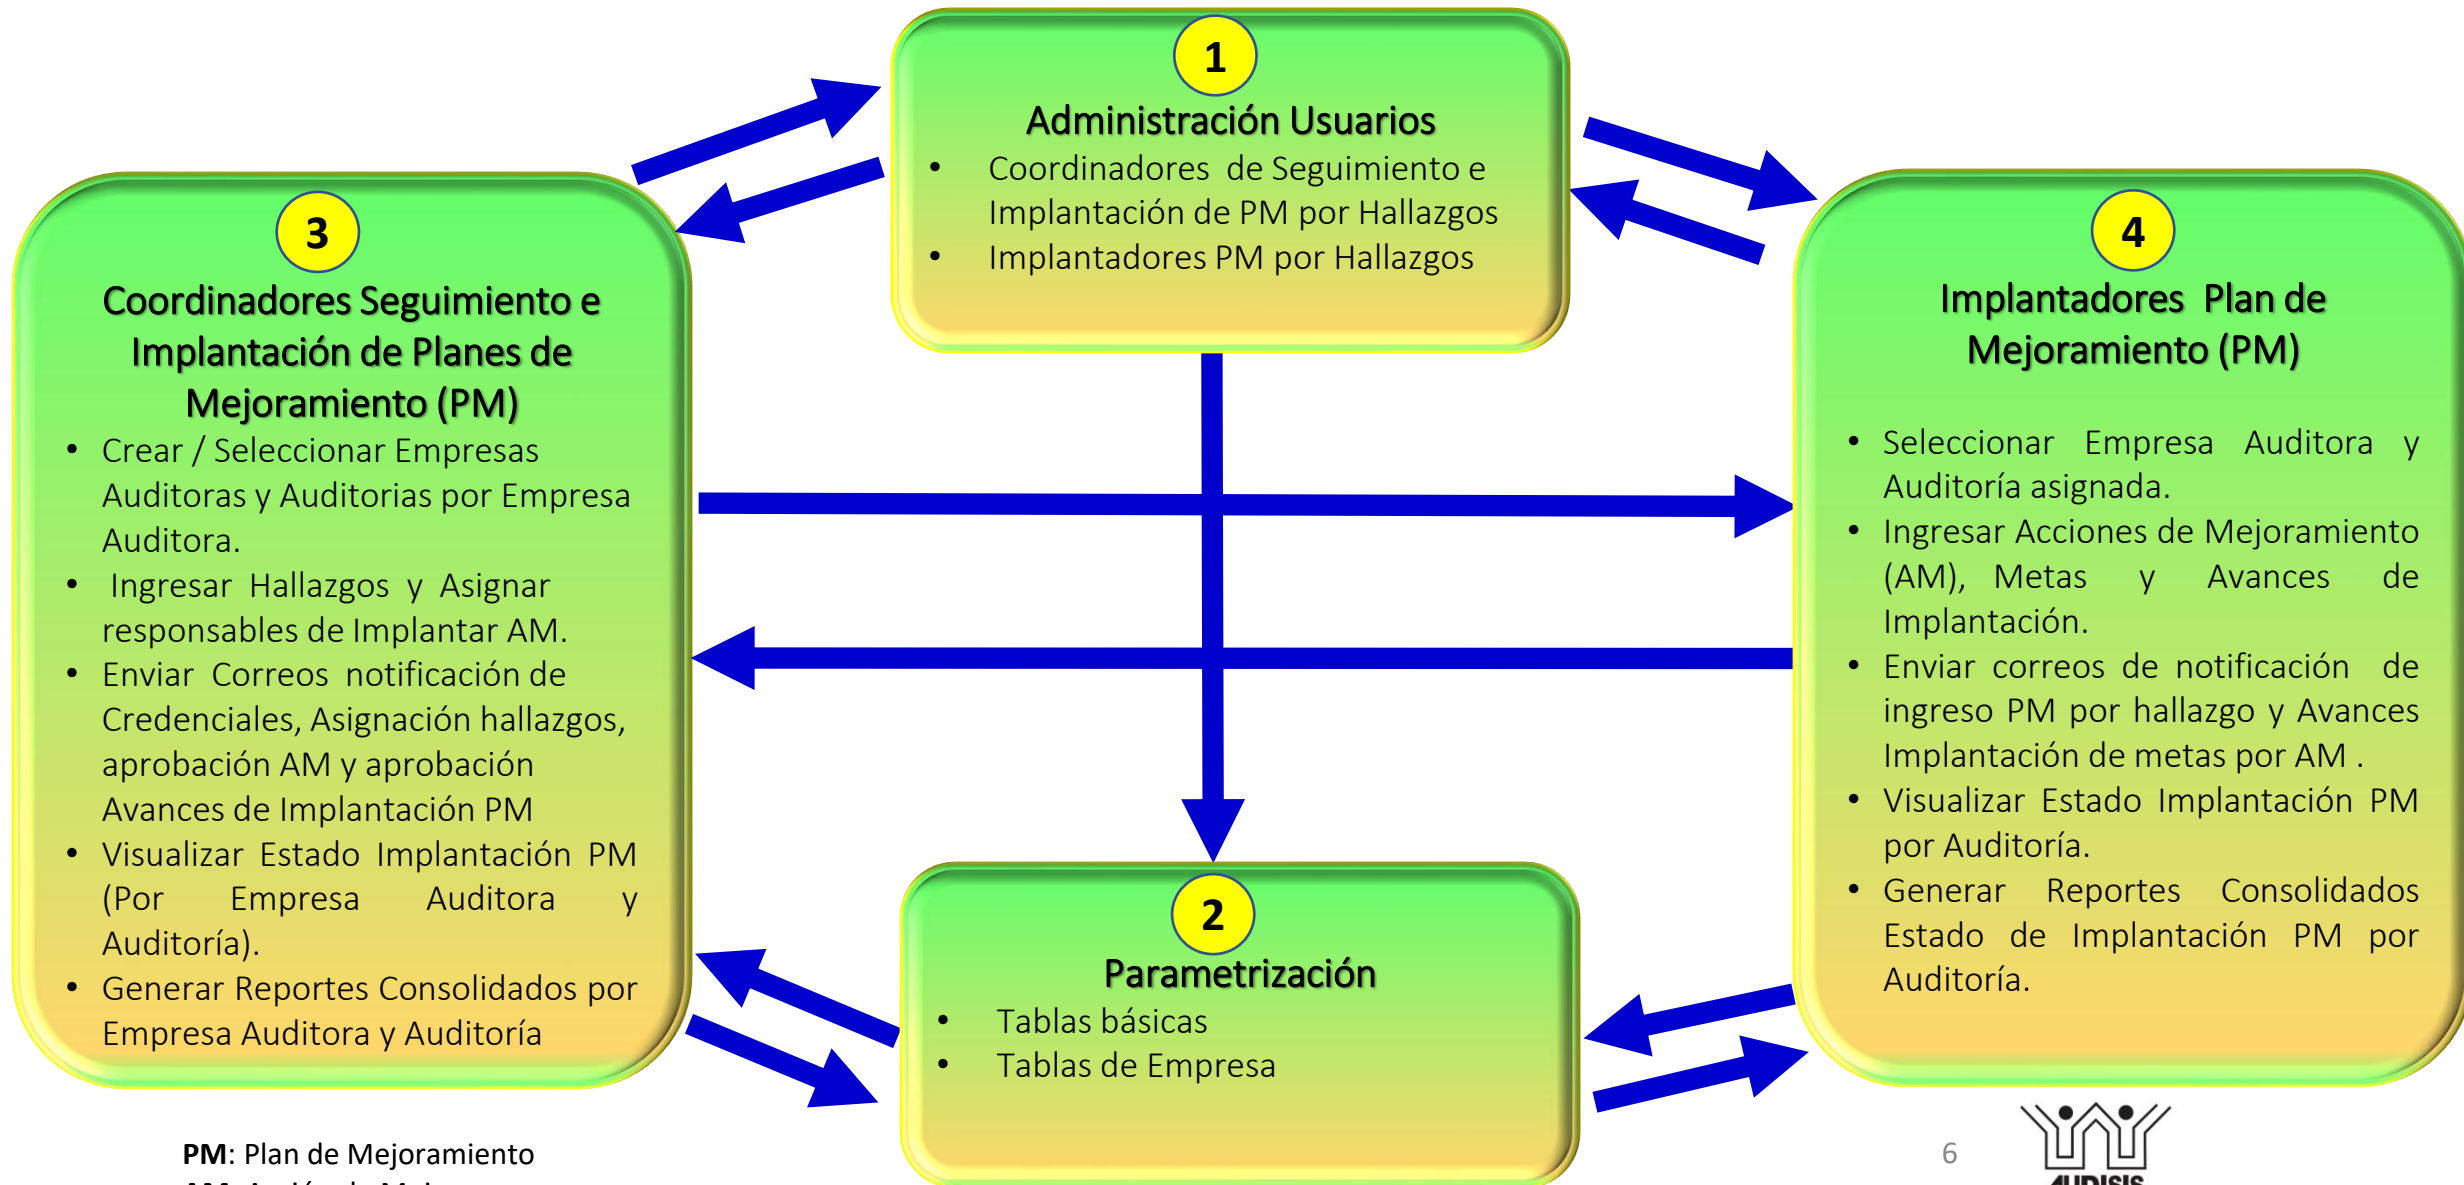 1
Administración Usuarios
• Coordinadores de Seguimiento e
Implantación de PM por Hallazgos
• Implantadores PM por Hallazgos
3
Coordinadores Seguimiento e
Implantación de Planes de
Mejoramiento (PM)
• Crear / Seleccionar Empresas
Auditoras y Auditorias por Empresa
Auditora.
• Ingresar Hallazgos y Asignar
responsables de Implantar AM.
• Enviar Correos notificación de
Credenciales, Asignación hallazgos,
aprobación AM y aprobación
Avances de Implantación PM
• Visualizar Estado Implantación PM
(Por Empresa Auditora y
Auditoría).
• Generar Reportes Consolidados por
Empresa Auditora y Auditoría
4
Implantadores Plan de
Mejoramiento (PM)
• Seleccionar Empresa Auditora y
Auditoría asignada.
• Ingresar Acciones de Mejoramiento
(AM), Metas y Avances de
Implantación.
• Enviar correos de notificación de
ingreso PM por hallazgo y Avances
Implantación de metas por AM .
• Visualizar Estado Implantación PM
por Auditoría.
• Generar Reportes Consolidados
Estado de Implantación PM por
Auditoría.
2
Parametrización
• Tablas básicas
• Tablas de Empresa
PM: Plan de Mejoramiento
6
AUDISIS